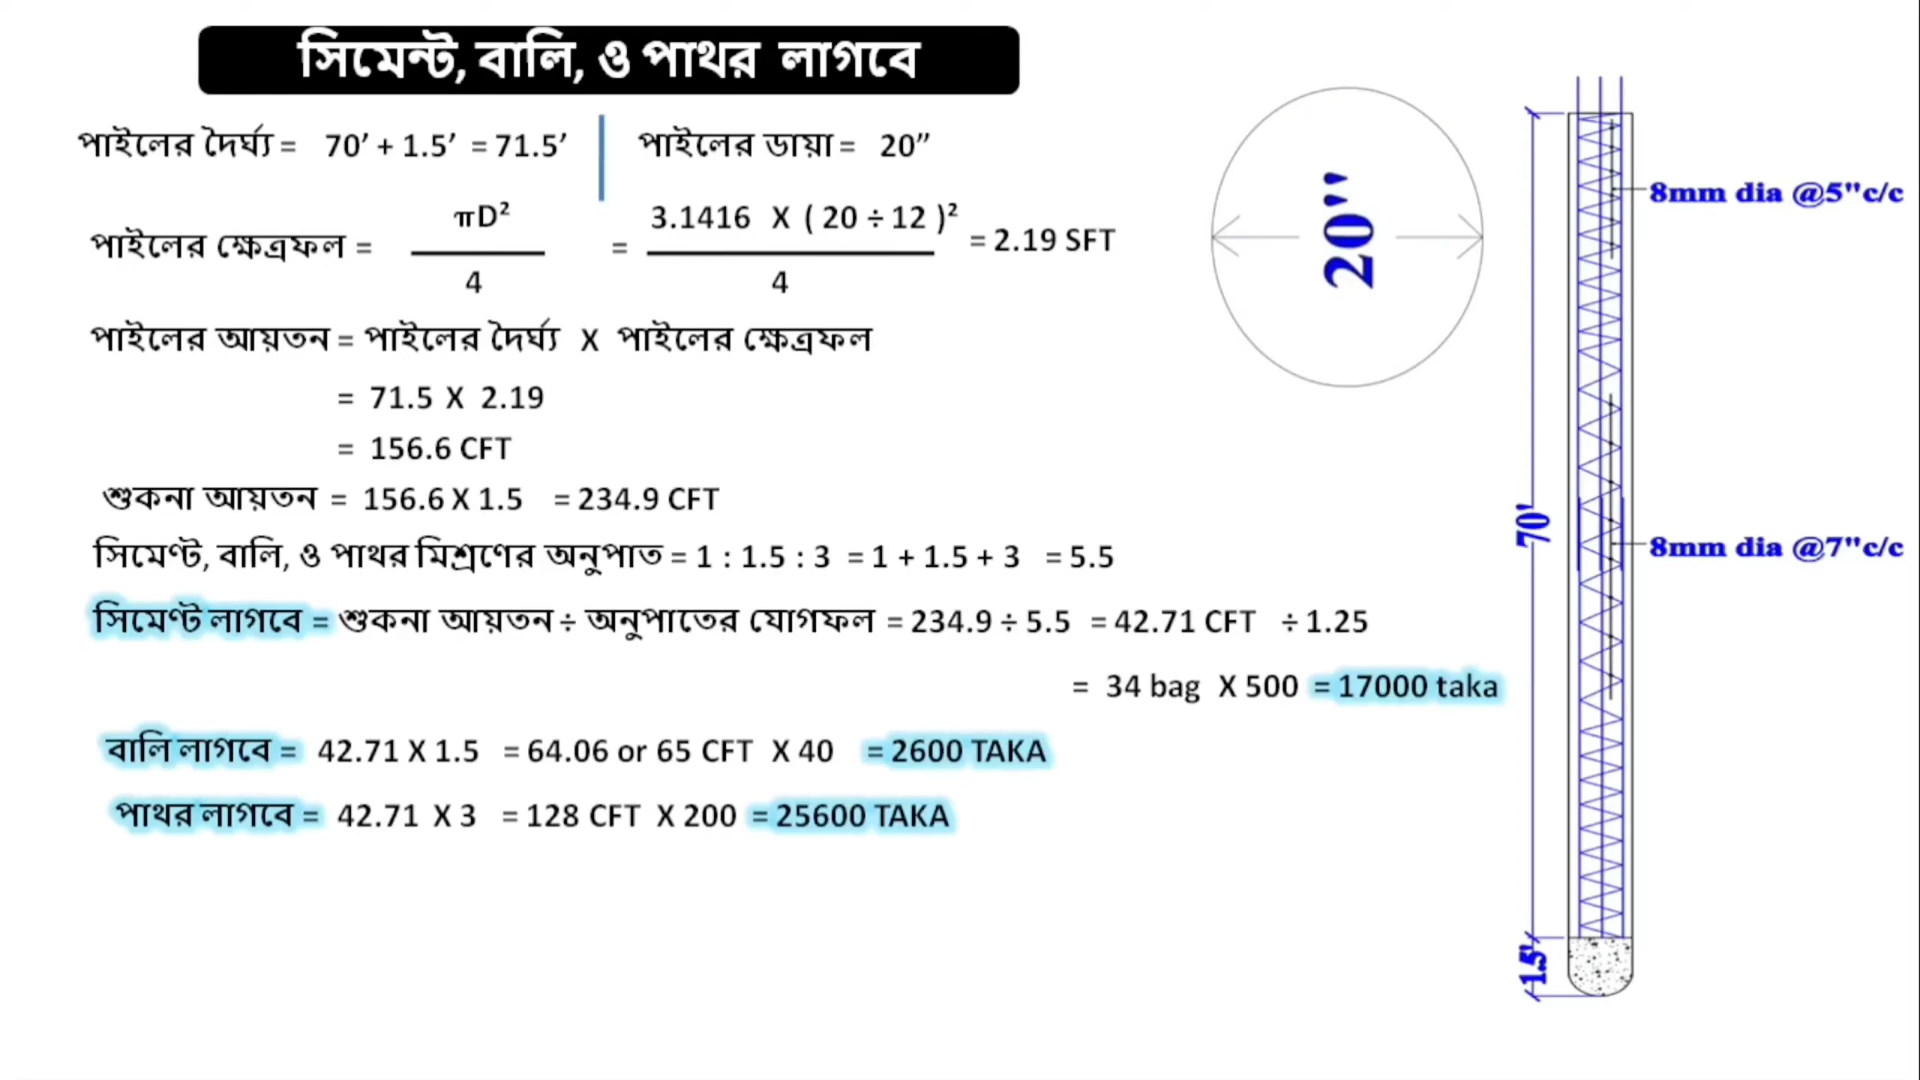 সিমেন্ট, বালি, ও পাথর লাগবে
পাইলের দৈর্ঘ্য = 70’ + 1.5’ = 71.5’
পাইলের ডায়া = 20”
পাইলের ক্ষেত্রফল = πD² / 4 = 3.1416 X ( 20 ÷ 12 )² / 4 = 2.19 SFT
পাইলের আয়তন = পাইলের দৈর্ঘ্য X পাইলের ক্ষেত্রফল
= 71.5 X 2.19
= 156.6 CFT
শুকনা আয়তন = 156.6 X 1.5 = 234.9 CFT
সিমেণ্ট, বালি, ও পাথর মিশ্রণের অনুপাত = 1 : 1.5 : 3 = 1 + 1.5 + 3 = 5.5
সিমেণ্ট লাগবে = শুকনা আয়তন ÷ অনুপাতের যোগফল = 234.9 ÷ 5.5 = 42.71 CFT ÷ 1.25
= 34 bag X 500 = 17000 taka
বালি লাগবে = 42.71 X 1.5 = 64.06 or 65 CFT X 40 = 2600 TAKA
পাথর লাগবে = 42.71 X 3 = 128 CFT X 200 = 25600 TAKA
20''
8mm dia @5"c/c
70'
8mm dia @7"c/c
1.5'